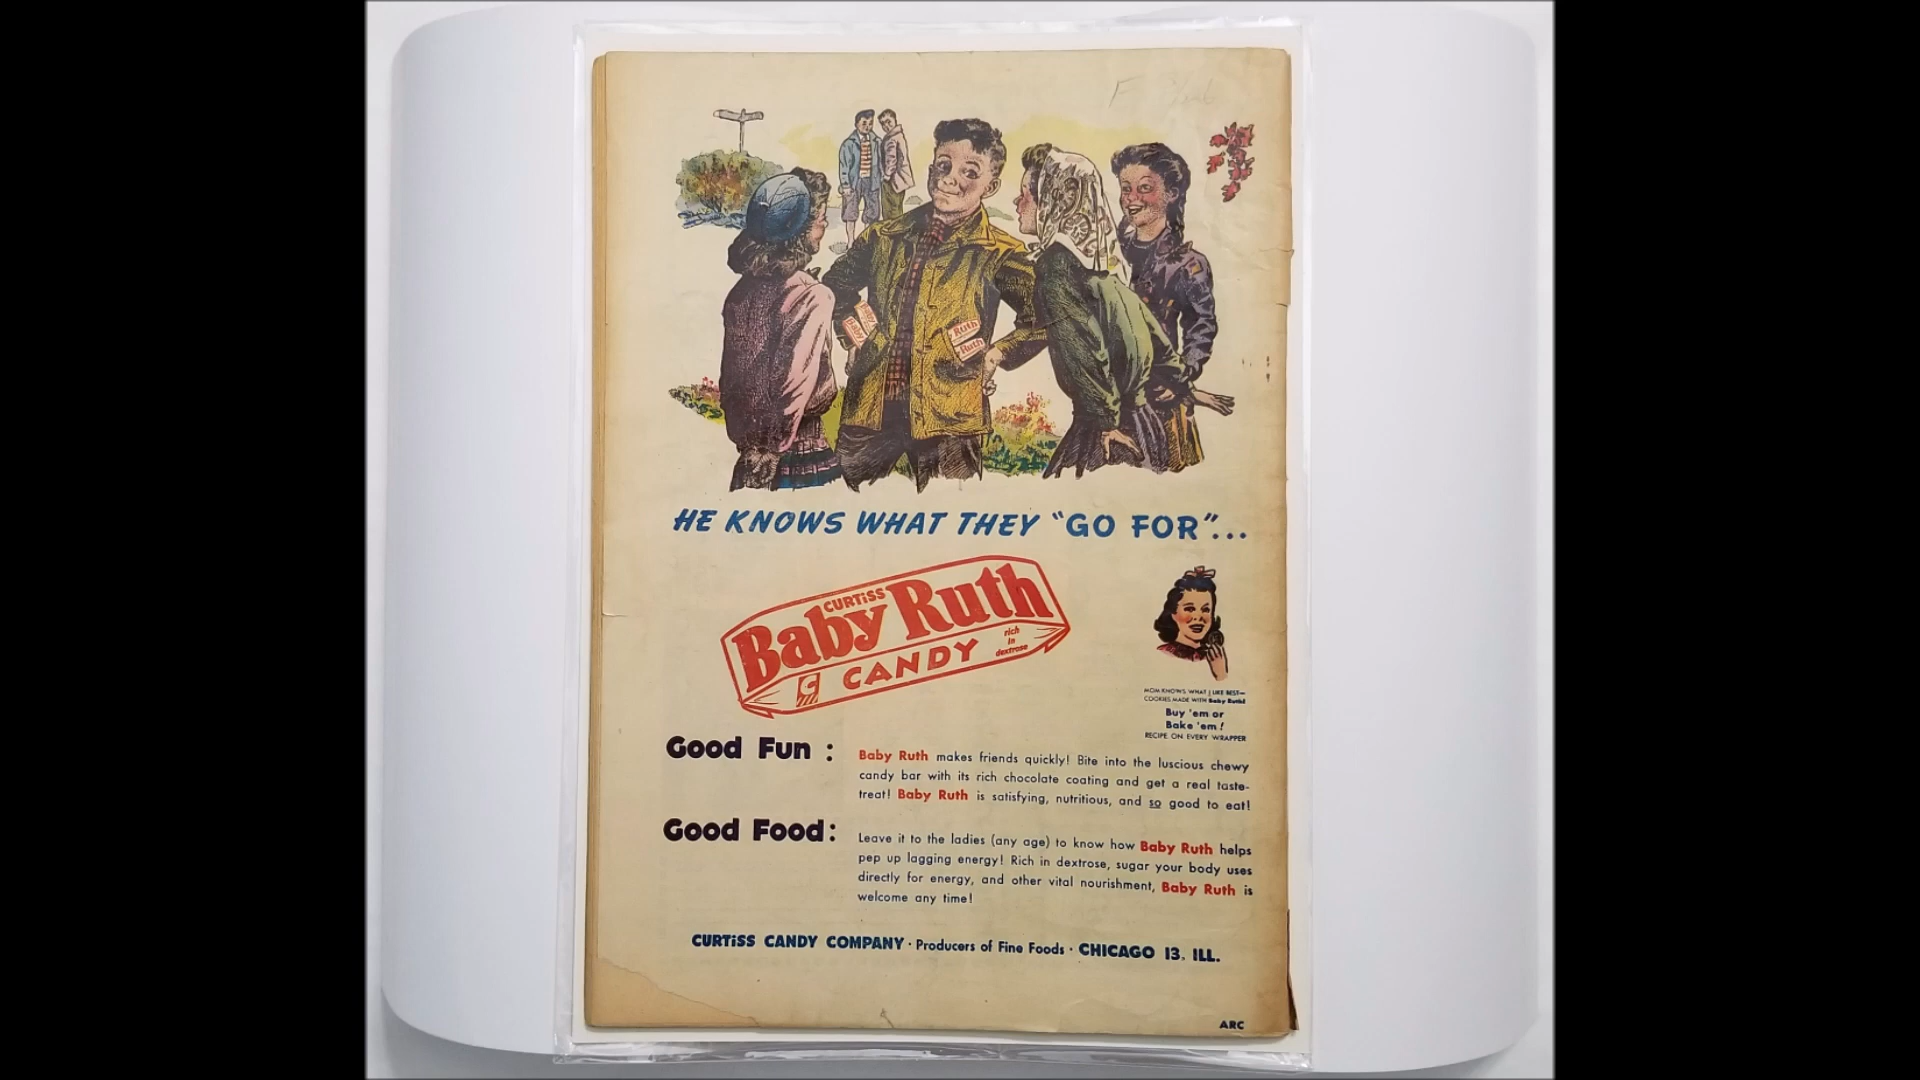 HE KNOWS WHAT THEY "GO FOR"...
CURTiSS
Baby Ruth
CANDY
rich
in
dextrose
C
Baby
Ruth
Ruth
MOM KNOWS WHAT I LIKE BEST—
COOKIES MADE WITH Baby Ruth!
Buy 'em or
Bake 'em!
RECIPE ON EVERY WRAPPER
Good Fun :
Baby Ruth makes friends quickly! Bite into the luscious chewy
candy bar with its rich chocolate coating and get a real taste-
treat! Baby Ruth is satisfying, nutritious, and so good to eat!
Good Food:
Leave it to the ladies (any age) to know how Baby Ruth helps
pep up lagging energy! Rich in dextrose, sugar your body uses
directly for energy, and other vital nourishment, Baby Ruth is
welcome any time!
CURTiSS CANDY COMPANY · Producers of Fine Foods · CHICAGO 13, ILL.
ARC